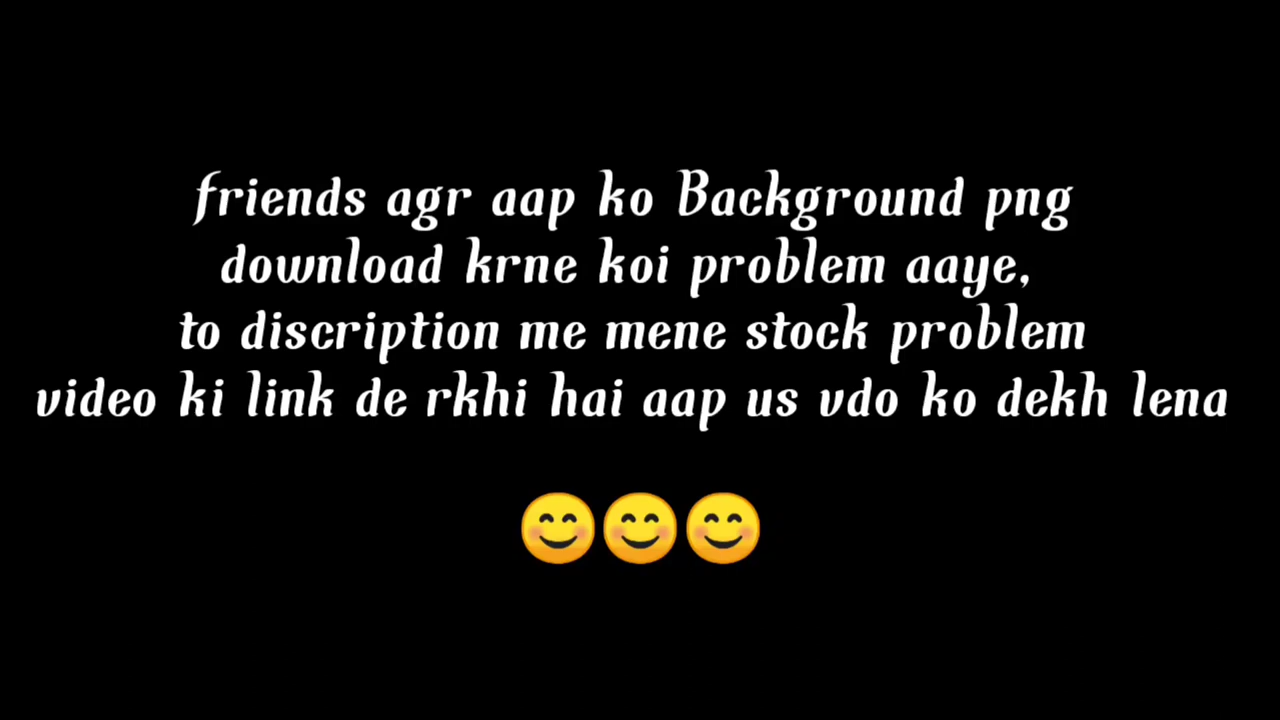 friends agr aap ko Background png
download krne koi problem aaye,
to discription me mene stock problem
video ki link de rkhi hai aap us vdo ko dekh lena
😊😊😊